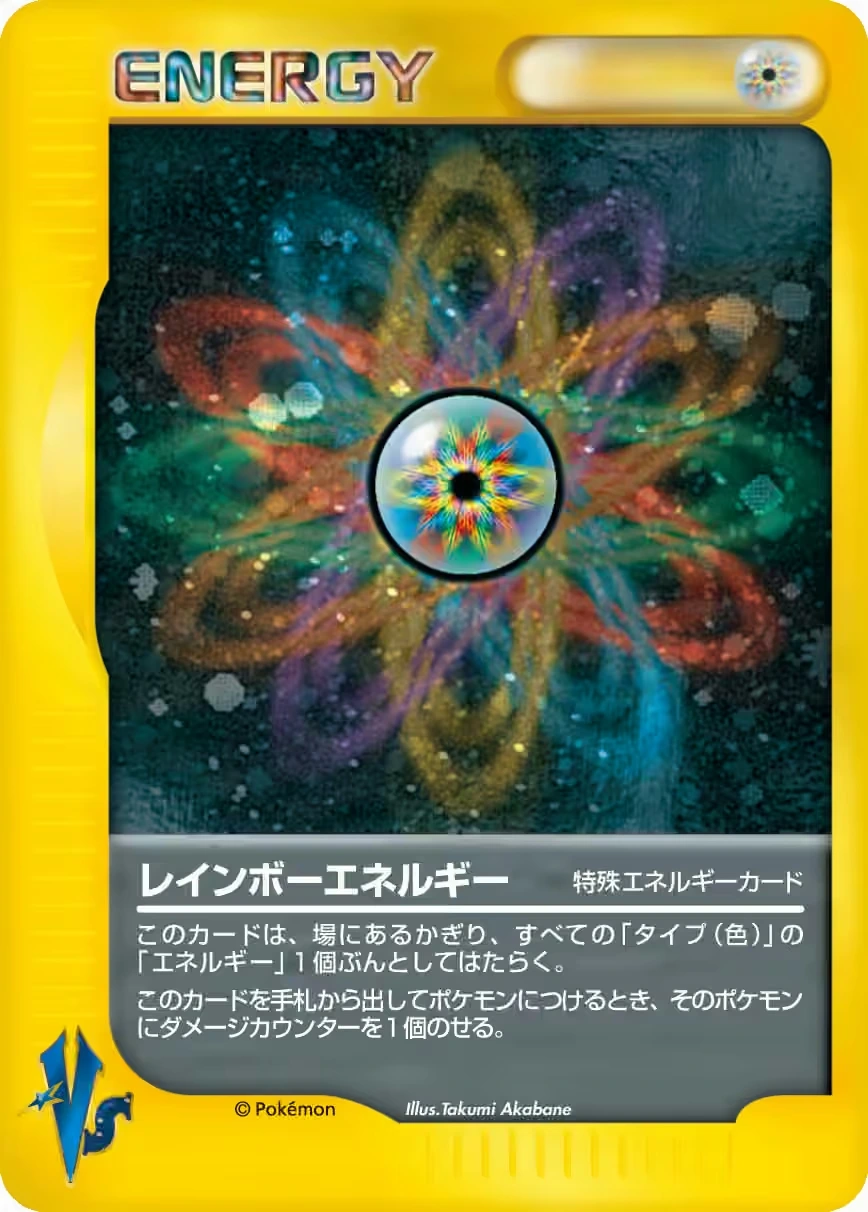 ENERGY
レインボーエネルギー 特殊エネルギーカード
このカードは、場にあるかぎり、すべての「タイプ（色）」の
「エネルギー」1個ぶんとしてはたらく。
このカードを手札から出してポケモンにつけるとき、そのポケモン
にダメージカウンターを1個のせる。
VS
© Pokémon Illus.Takumi Akabane